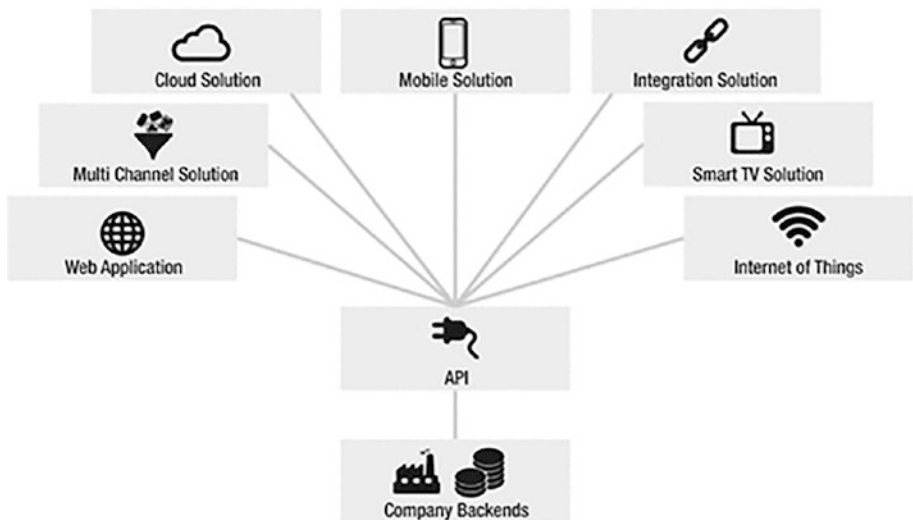 Cloud Solution
Mobile Solution
Integration Solution
Multi Channel Solution
Smart TV Solution
Web Application
Internet of Things
API
Company Backends